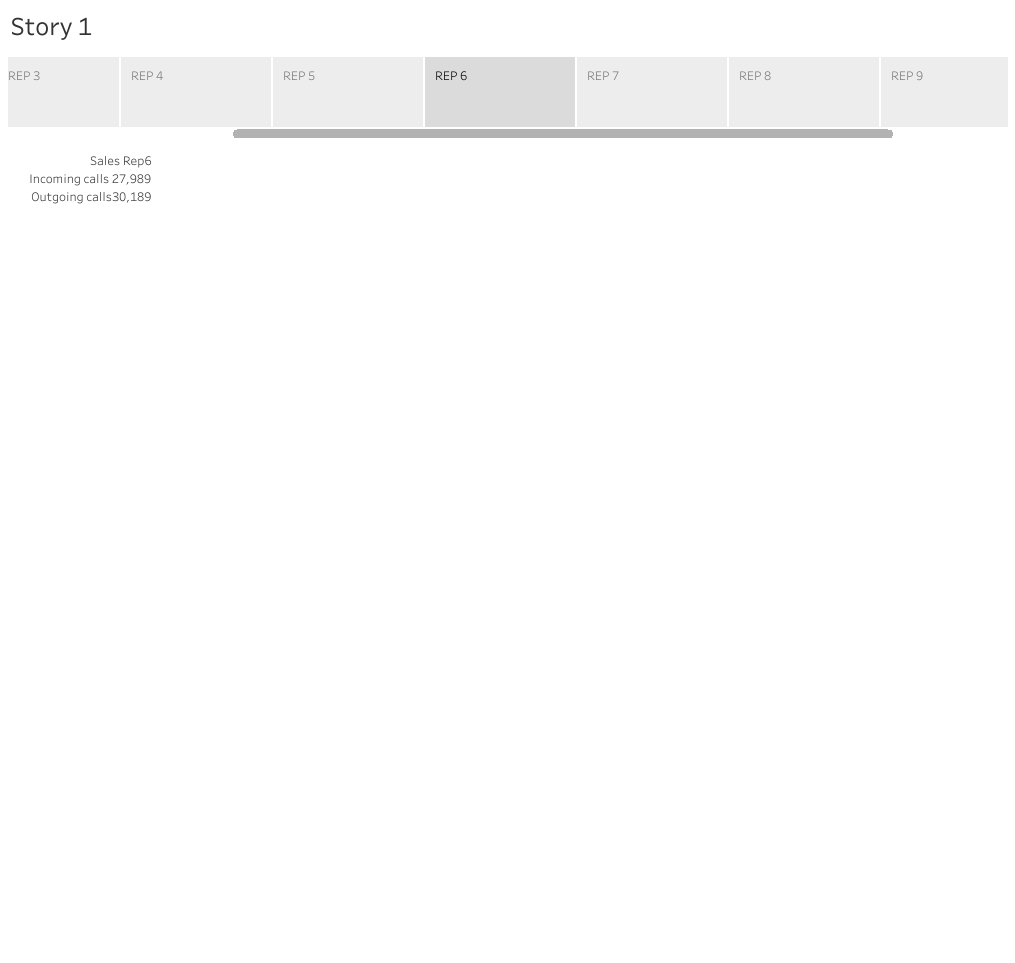 Story 1
REP 3 REP 4 REP 5 REP 6 REP 7 REP 8 REP 9
Sales Rep6
Incoming calls 27,989
Outgoing calls30,189